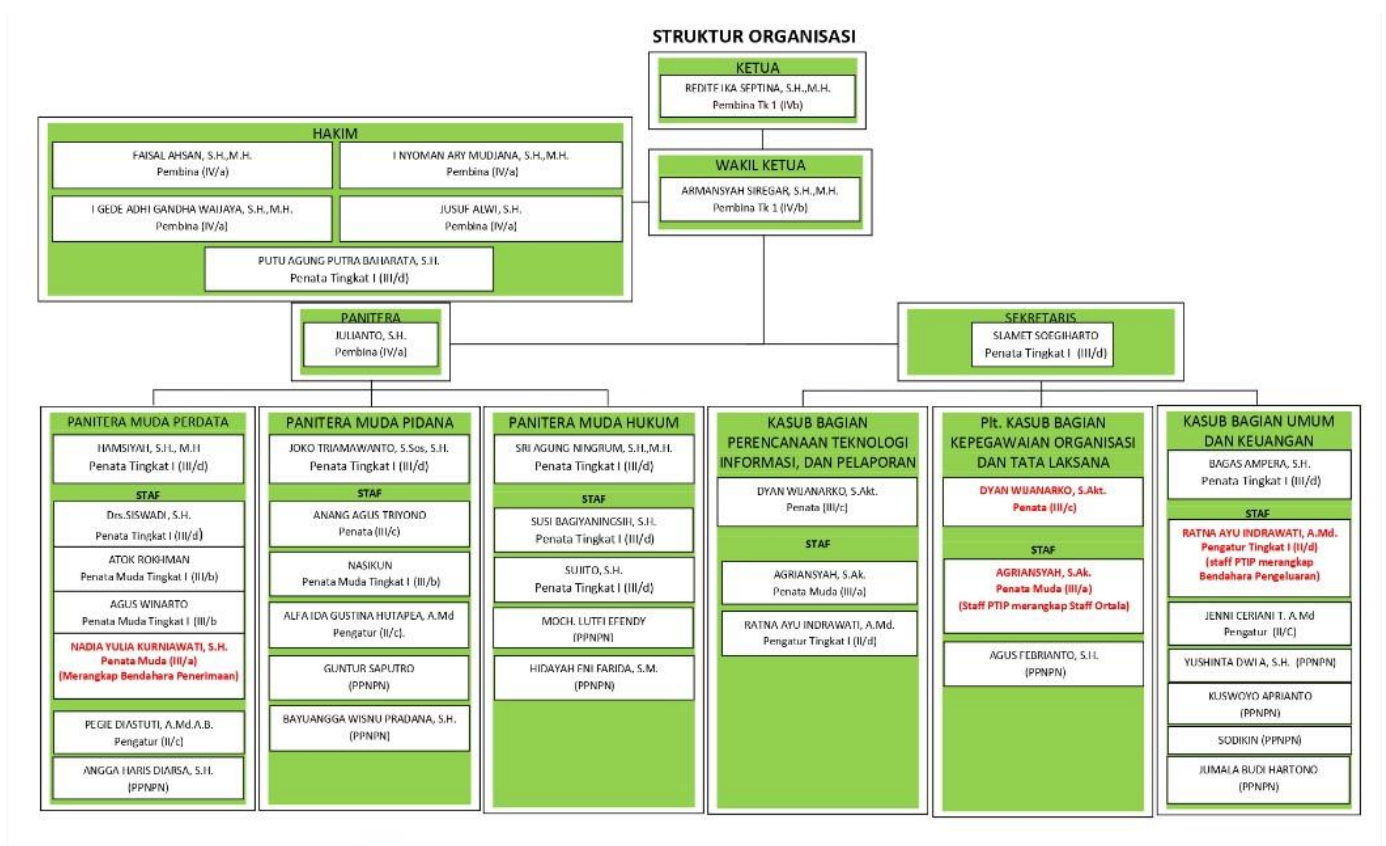 STRUKTUR ORGANISASI
KETUA
REDITE IKA SEPTINA, S.H.,M.H.
Pembina Tk 1 (IVb)
HAKIM
FAISAL AHSAN, S.H.,M.H.
Pembina (IV/a)
I NYOMAN ARY MUDJANA, S.H.,M.H.
Pembina (IV/a)
I GEDE ADHI GANDHA WAIJAYA, S.H.,M.H.
Pembina (IV/a)
JUSUF ALWI, S.H.
Pembina (IV/a)
PUTU AGUNG PUTRA BAHARATA, S.H.
Penata Tingkat I (III/d)
WAKIL KETUA
ARMANSYAH SIREGAR, S.H.,M.H.
Pembina Tk 1 (IV/b)
PANITERA
JULIANTO, S.H.
Pembina (IV/a)
SEKRETARIS
SLAMET SOEGIHARTO
Penata Tingkat I (III/d)
PANITERA MUDA PERDATA
HAMSIYAH, S.H., M.H
Penata Tingkat I (III/d)
STAF
Drs.SISWADI, S.H.
Penata Tingkat I (III/d)
ATOK ROKHMAN
Penata Muda Tingkat I (III/b)
AGUS WINARTO
Penata Muda Tingkat I (III/b
NADIA YULIA KURNIAWATI, S.H.
Penata Muda (III/a)
(Merangkap Bendahara Penerimaan)
PEGIE DIASTUTI, A.Md.A.B.
Pengatur (II/c)
ANGGA HARIS DIARSA, S.H.
(PPNPN)
PANITERA MUDA PIDANA
JOKO TRIAMAWANTO, S.Sos, S.H.
Penata Tingkat I (III/d)
STAF
ANANG AGUS TRIYONO
Penata (III/c)
NASIKUN
Penata Muda Tingkat I (III/b)
ALFA IDA GUSTINA HUTAPEA, A.Md
Pengatur (II/c).
GUNTUR SAPUTRO
(PPNPN)
BAYUANGGA WISNU PRADANA, S.H.
(PPNPN)
PANITERA MUDA HUKUM
SRI AGUNG NINGRUM, S.H.,M.H.
Penata Tingkat I (III/d)
STAF
SUSI BAGIYANINGSIH, S.H.
Penata Tingkat I (III/d)
SUJITO, S.H.
Penata Tingkat I (III/d)
MOCH. LUTFI EFENDY
(PPNPN)
HIDAYAH ENI FARIDA, S.M.
(PPNPN)
KASUB BAGIAN
PERENCANAAN TEKNOLOGI
INFORMASI, DAN PELAPORAN
DYAN WIJANARKO, S.Akt.
Penata (III/c)
STAF
AGRIANSYAH, S.Ak.
Penata Muda (III/a)
RATNA AYU INDRAWATI, A.Md.
Pengatur Tingkat I (II/d)
Plt. KASUB BAGIAN
KEPEGAWAIAN ORGANISASI
DAN TATA LAKSANA
DYAN WIJANARKO, S.Akt.
Penata (III/c)
STAF
AGRIANSYAH, S.Ak.
Penata Muda (III/a)
(Staff PTIP merangkap Staff Ortala)
AGUS FEBRIANTO, S.H.
(PPNPN)
KASUB BAGIAN UMUM
DAN KEUANGAN
BAGAS AMPERA, S.H.
Penata Tingkat I (III/d)
STAF
RATNA AYU INDRAWATI, A.Md.
Pengatur Tingkat I (II/d)
(staff PTIP merangkap
Bendahara Pengeluaran)
JENNI CERIANI T. A.Md
Pengatur (II/C)
YUSHINTA DWI A, S.H. (PPNPN)
KUSWOYO APRIANTO
(PPNPN)
SODIKIN (PPNPN)
JUMALA BUDI HARTONO
(PPNPN)